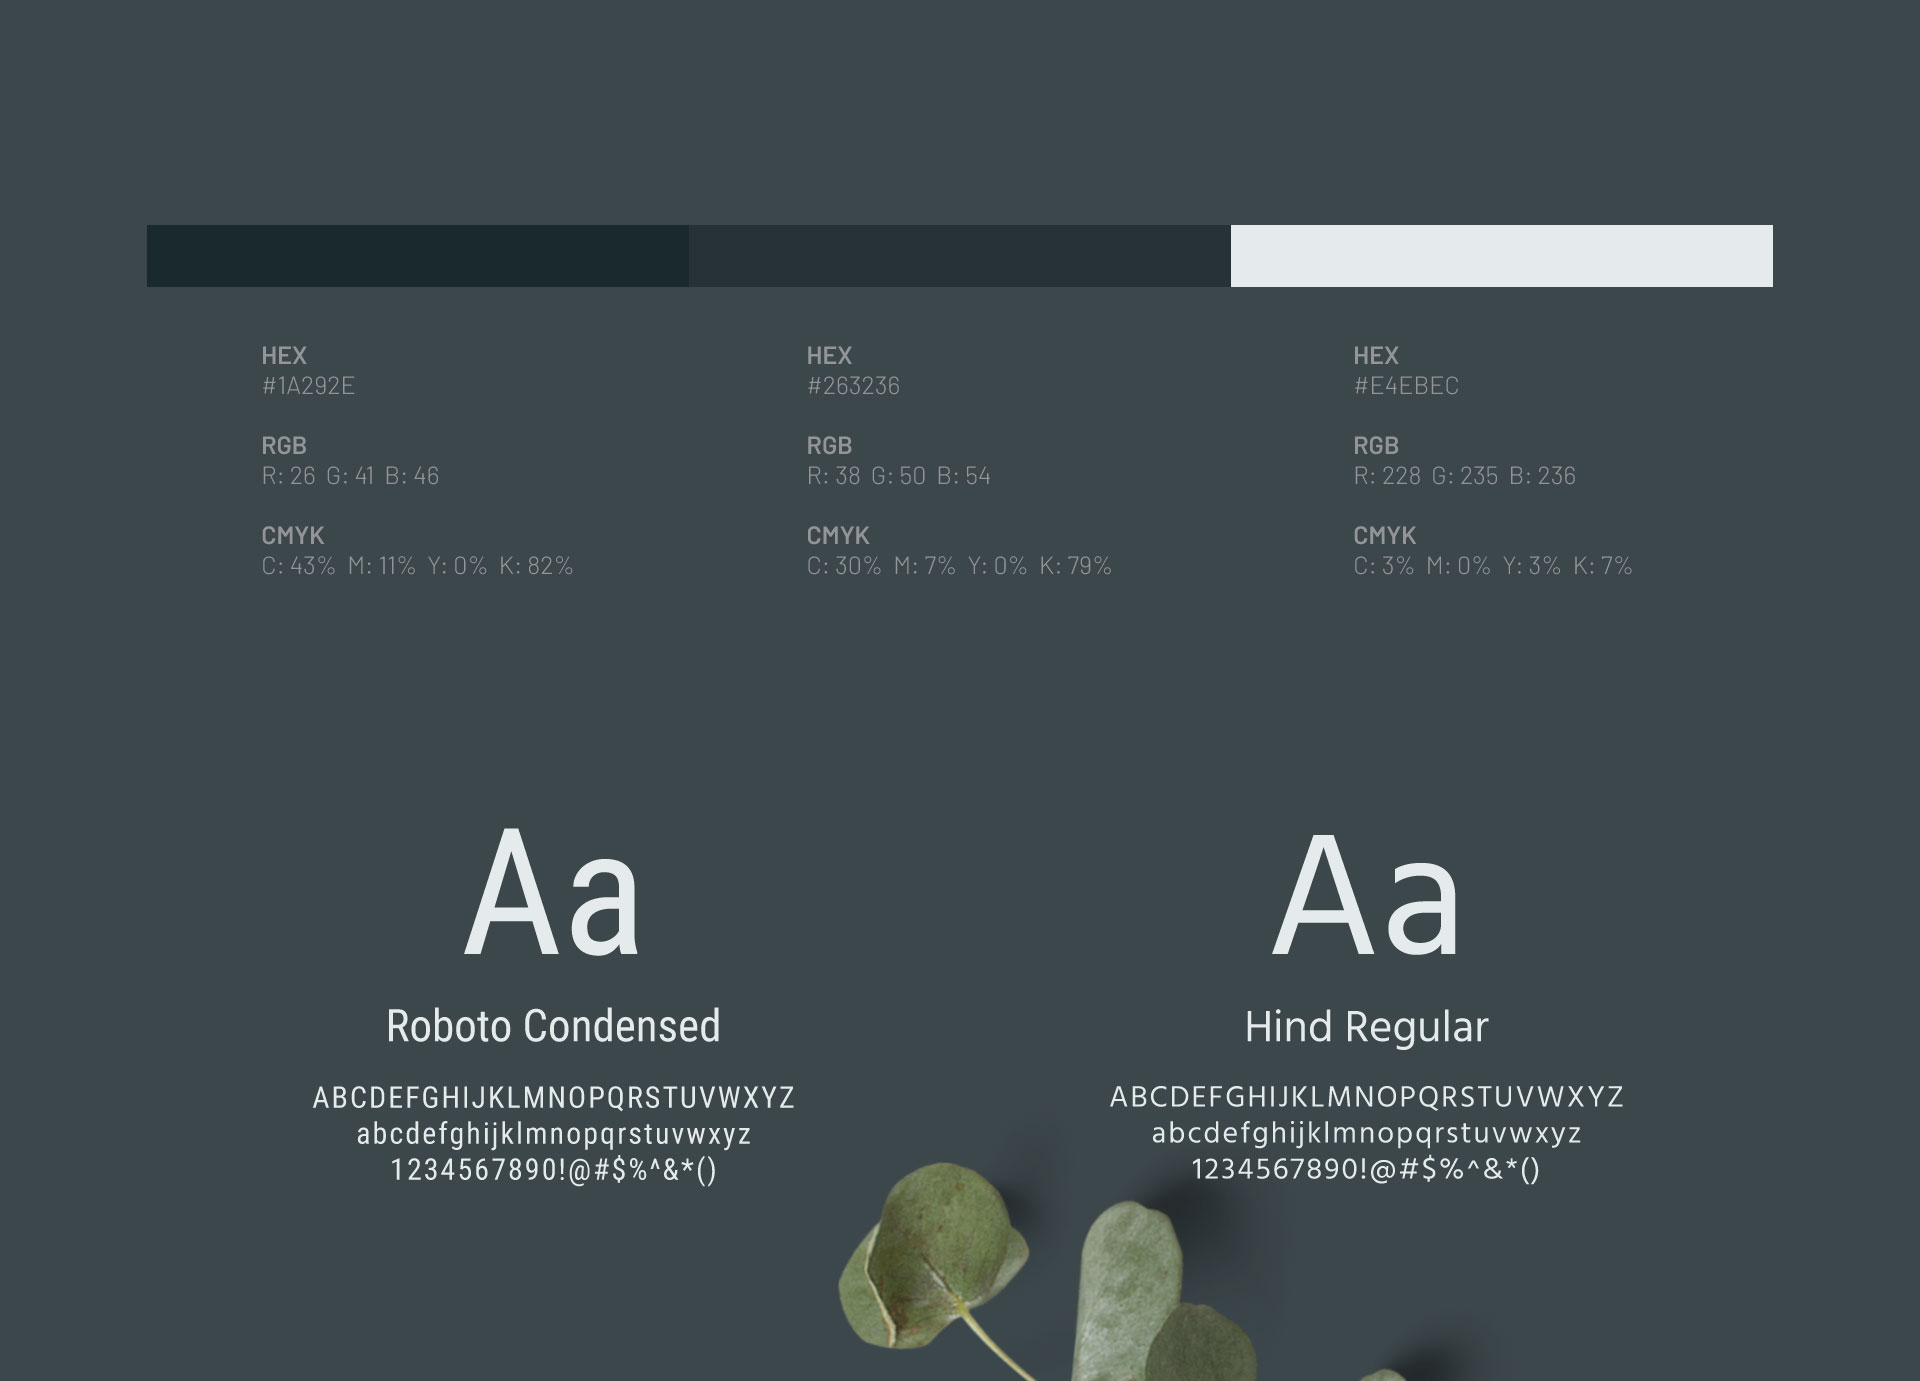 HEX
#1A292E
RGB
R: 26 G: 41 B: 46
CMYK
C: 43% M: 11% Y: 0% K: 82%
HEX
#263236
RGB
R: 38 G: 50 B: 54
CMYK
C: 30% M: 7% Y: 0% K: 79%
HEX
#E4EBEC
RGB
R: 228 G: 235 B: 236
CMYK
C: 3% M: 0% Y: 3% K: 7%
Aa
Roboto Condensed
ABCDEFGHIJKLMNOPQRSTUVWXYZ
abcdefghijklmnopqrstuvwxyz
1234567890!@#$%^&*()
Aa
Hind Regular
ABCDEFGHIJKLMNOPQRSTUVWXYZ
abcdefghijklmnopqrstuvwxyz
1234567890!@#$%^&*()